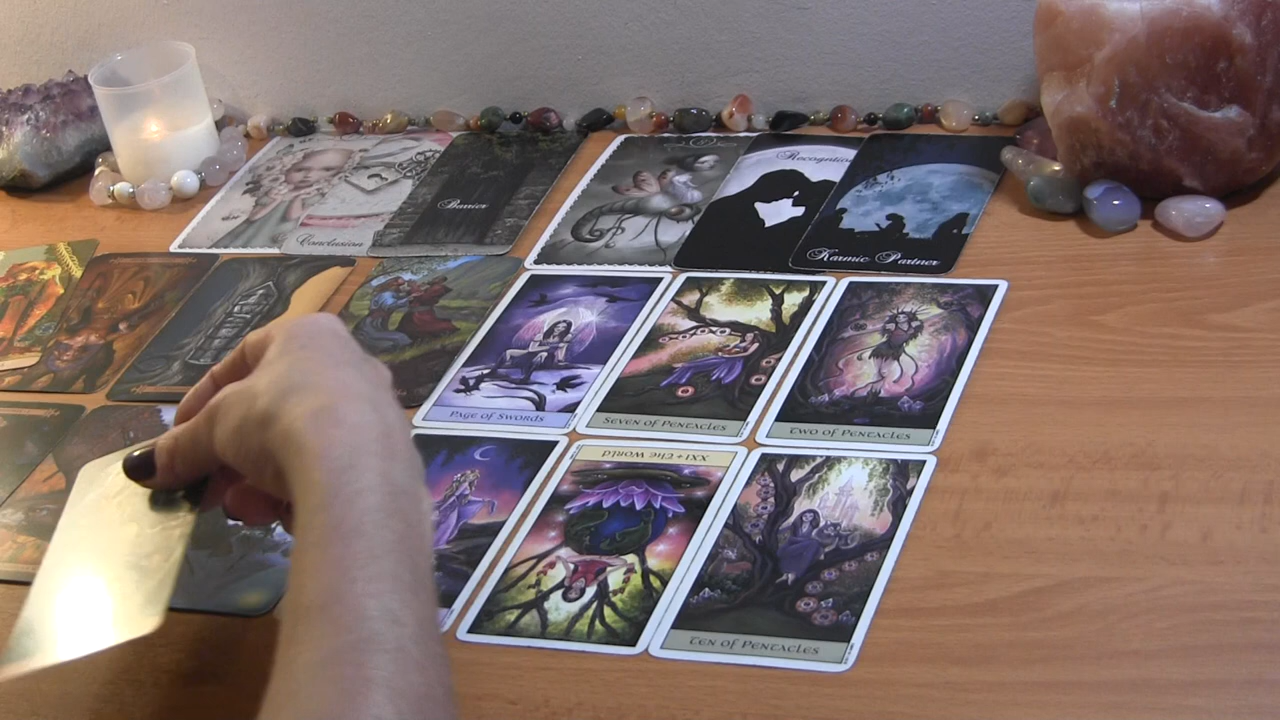 Conclusion
Barrier
Recognitio
Karmic Partner
Page of Swords
Seven of Pentacles
Two of Pentacles
XXI + The World
Ten of Pentacles